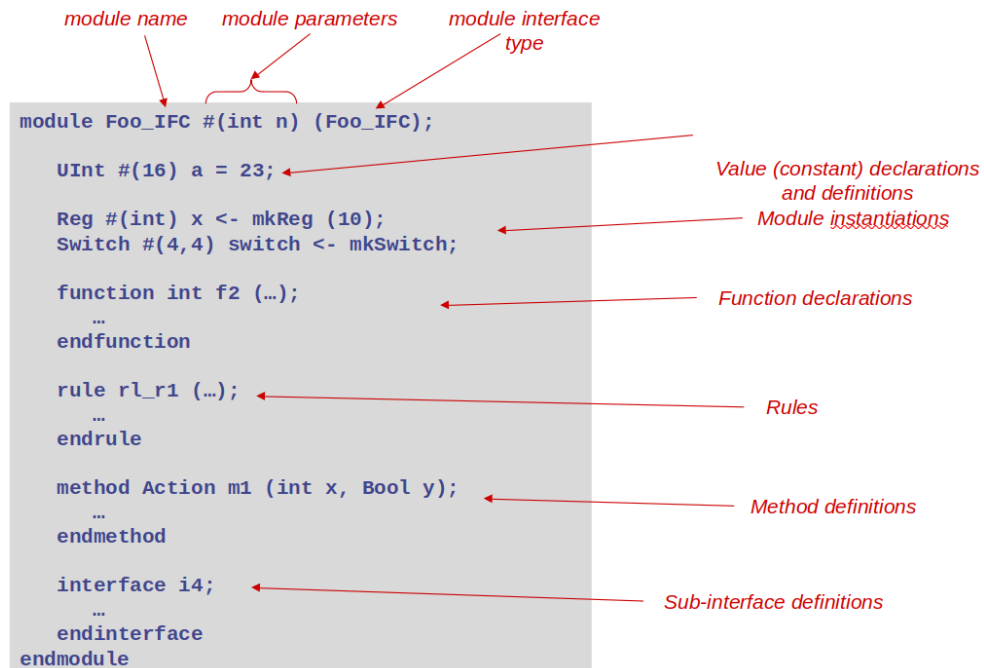 module name
module parameters
module interface
type
module Foo_IFC #(int n) (Foo_IFC);
UInt #(16) a = 23;
Value (constant) declarations
and definitions
Reg #(int) x <- mkReg (10);
Module instantiations
Switch #(4,4) switch <- mkSwitch;
function int f2 (…);
Function declarations
…
endfunction
rule rl_r1 (…);
Rules
…
endrule
method Action m1 (int x, Bool y);
Method definitions
…
endmethod
interface i4;
Sub-interface definitions
…
endinterface
endmodule